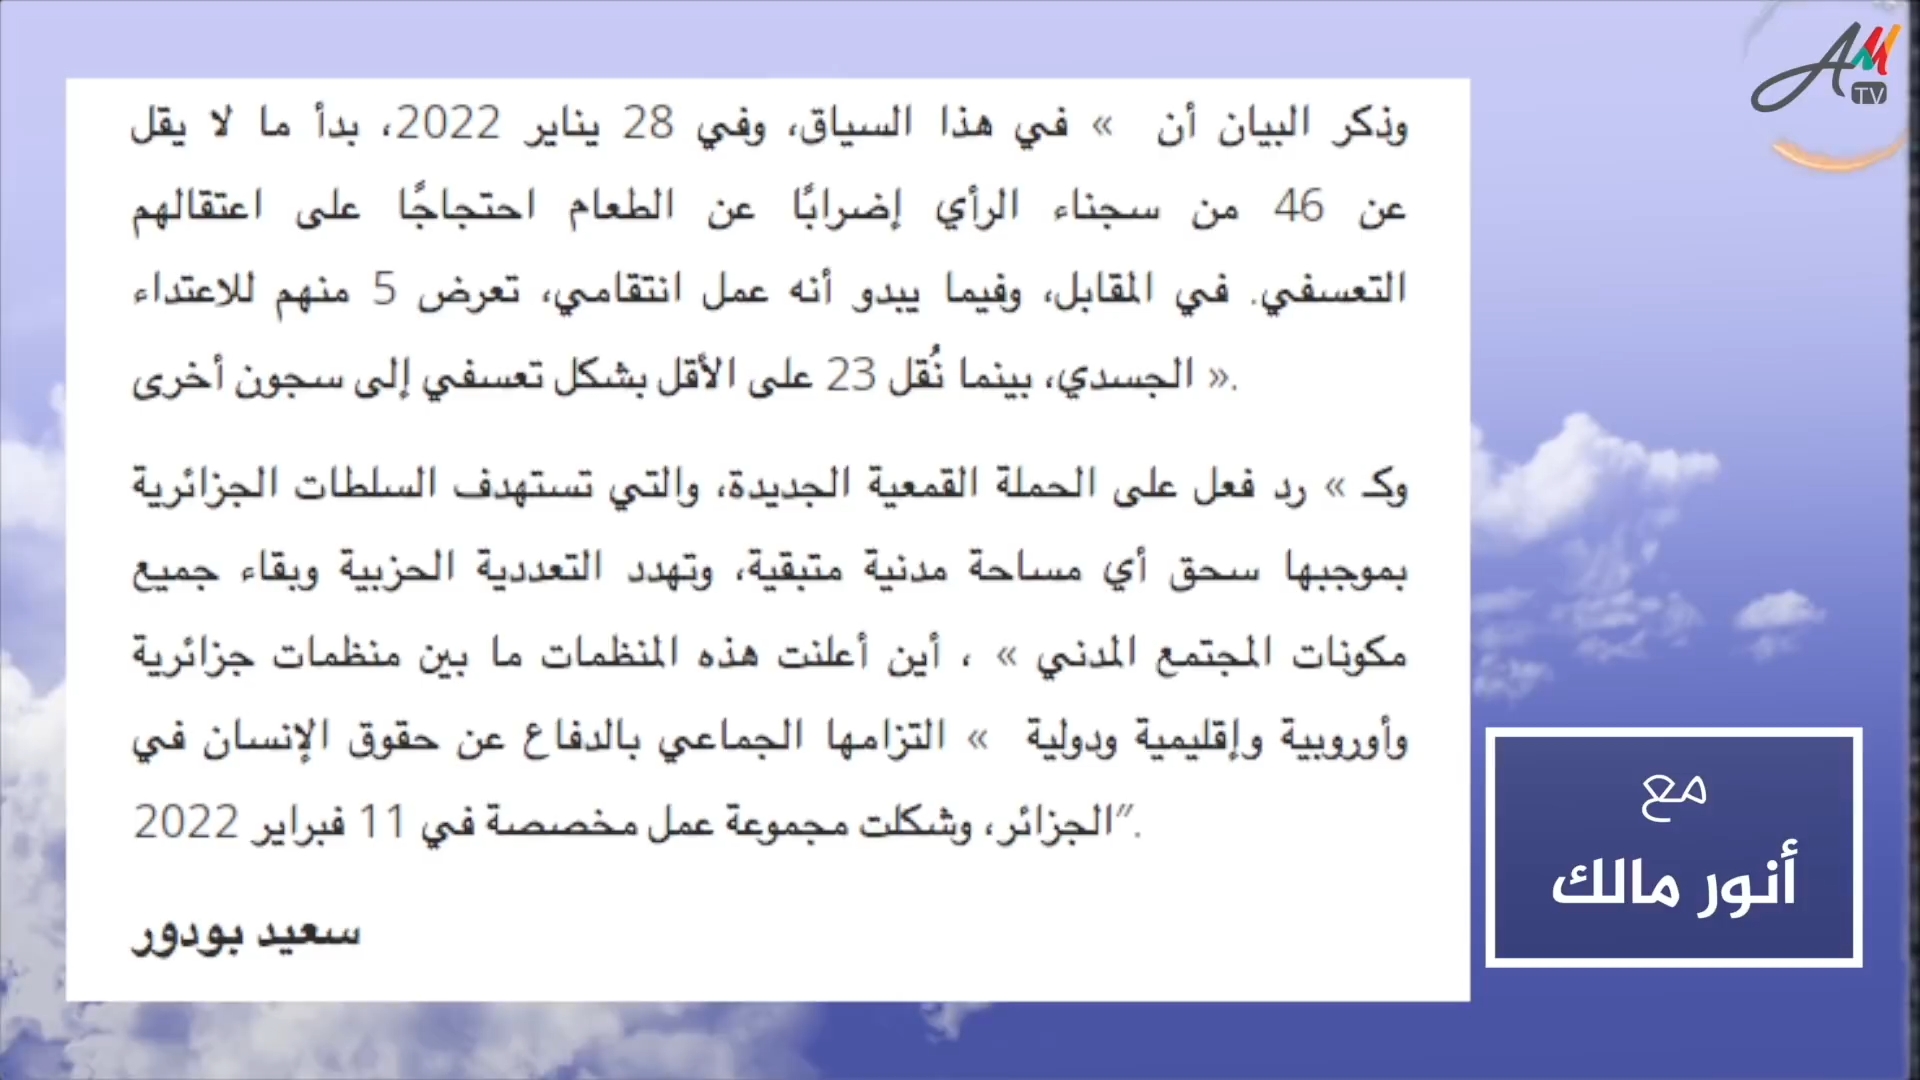 وذكر البيان أن « في هذا السياق، وفي 28 يناير 2022، بدأ ما لا يقل
عن 46 من سجناء الرأي إضرابًا عن الطعام احتجاجًا على اعتقالهم
التعسفي. في المقابل، وفيما يبدو أنه عمل انتقامي، تعرض 5 منهم للاعتداء
.« الجسدي، بينما نُقل 23 على الأقل بشكل تعسفي إلى سجون أخرى
وكـ « رد فعل على الحملة القمعية الجديدة، والتي تستهدف السلطات الجزائرية
بموجبها سحق أي مساحة مدنية متبقية، وتهدد التعددية الحزبية وبقاء جميع
مكونات المجتمع المدني » ، أين أعلنت هذه المنظمات ما بين منظمات جزائرية
وأوروبية وإقليمية ودولية « التزامها الجماعي بالدفاع عن حقوق الإنسان في
."الجزائر، وشكلت مجموعة عمل مخصصة في 11 فبراير 2022
سعيد بودور
AM
TV
مع
أنور مالك